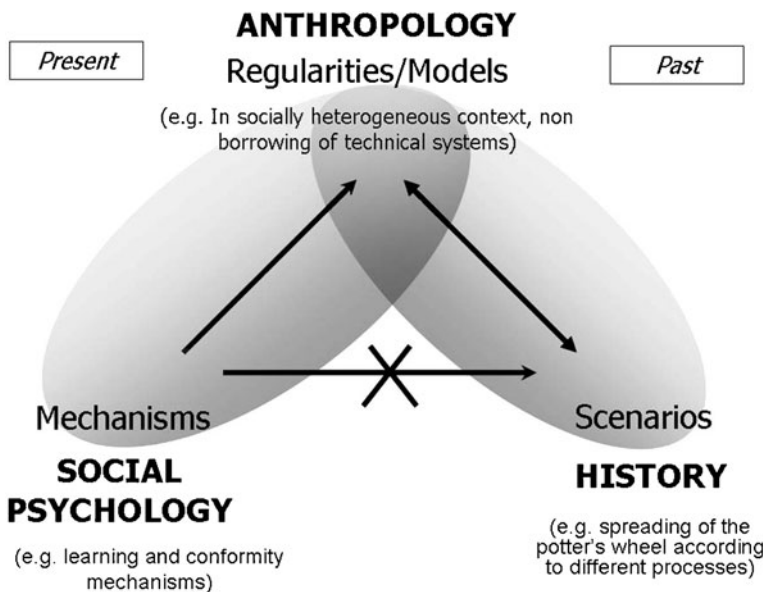 ANTHROPOLOGY
Present
Regularities/Models
Past
(e.g. In socially heterogeneous context, non
borrowing of technical systems)
Mechanisms
Scenarios
SOCIAL
PSYCHOLOGY
HISTORY
(e.g. learning and conformity
mechanisms)
(e.g. spreading of the
potter's wheel according
to different processes)